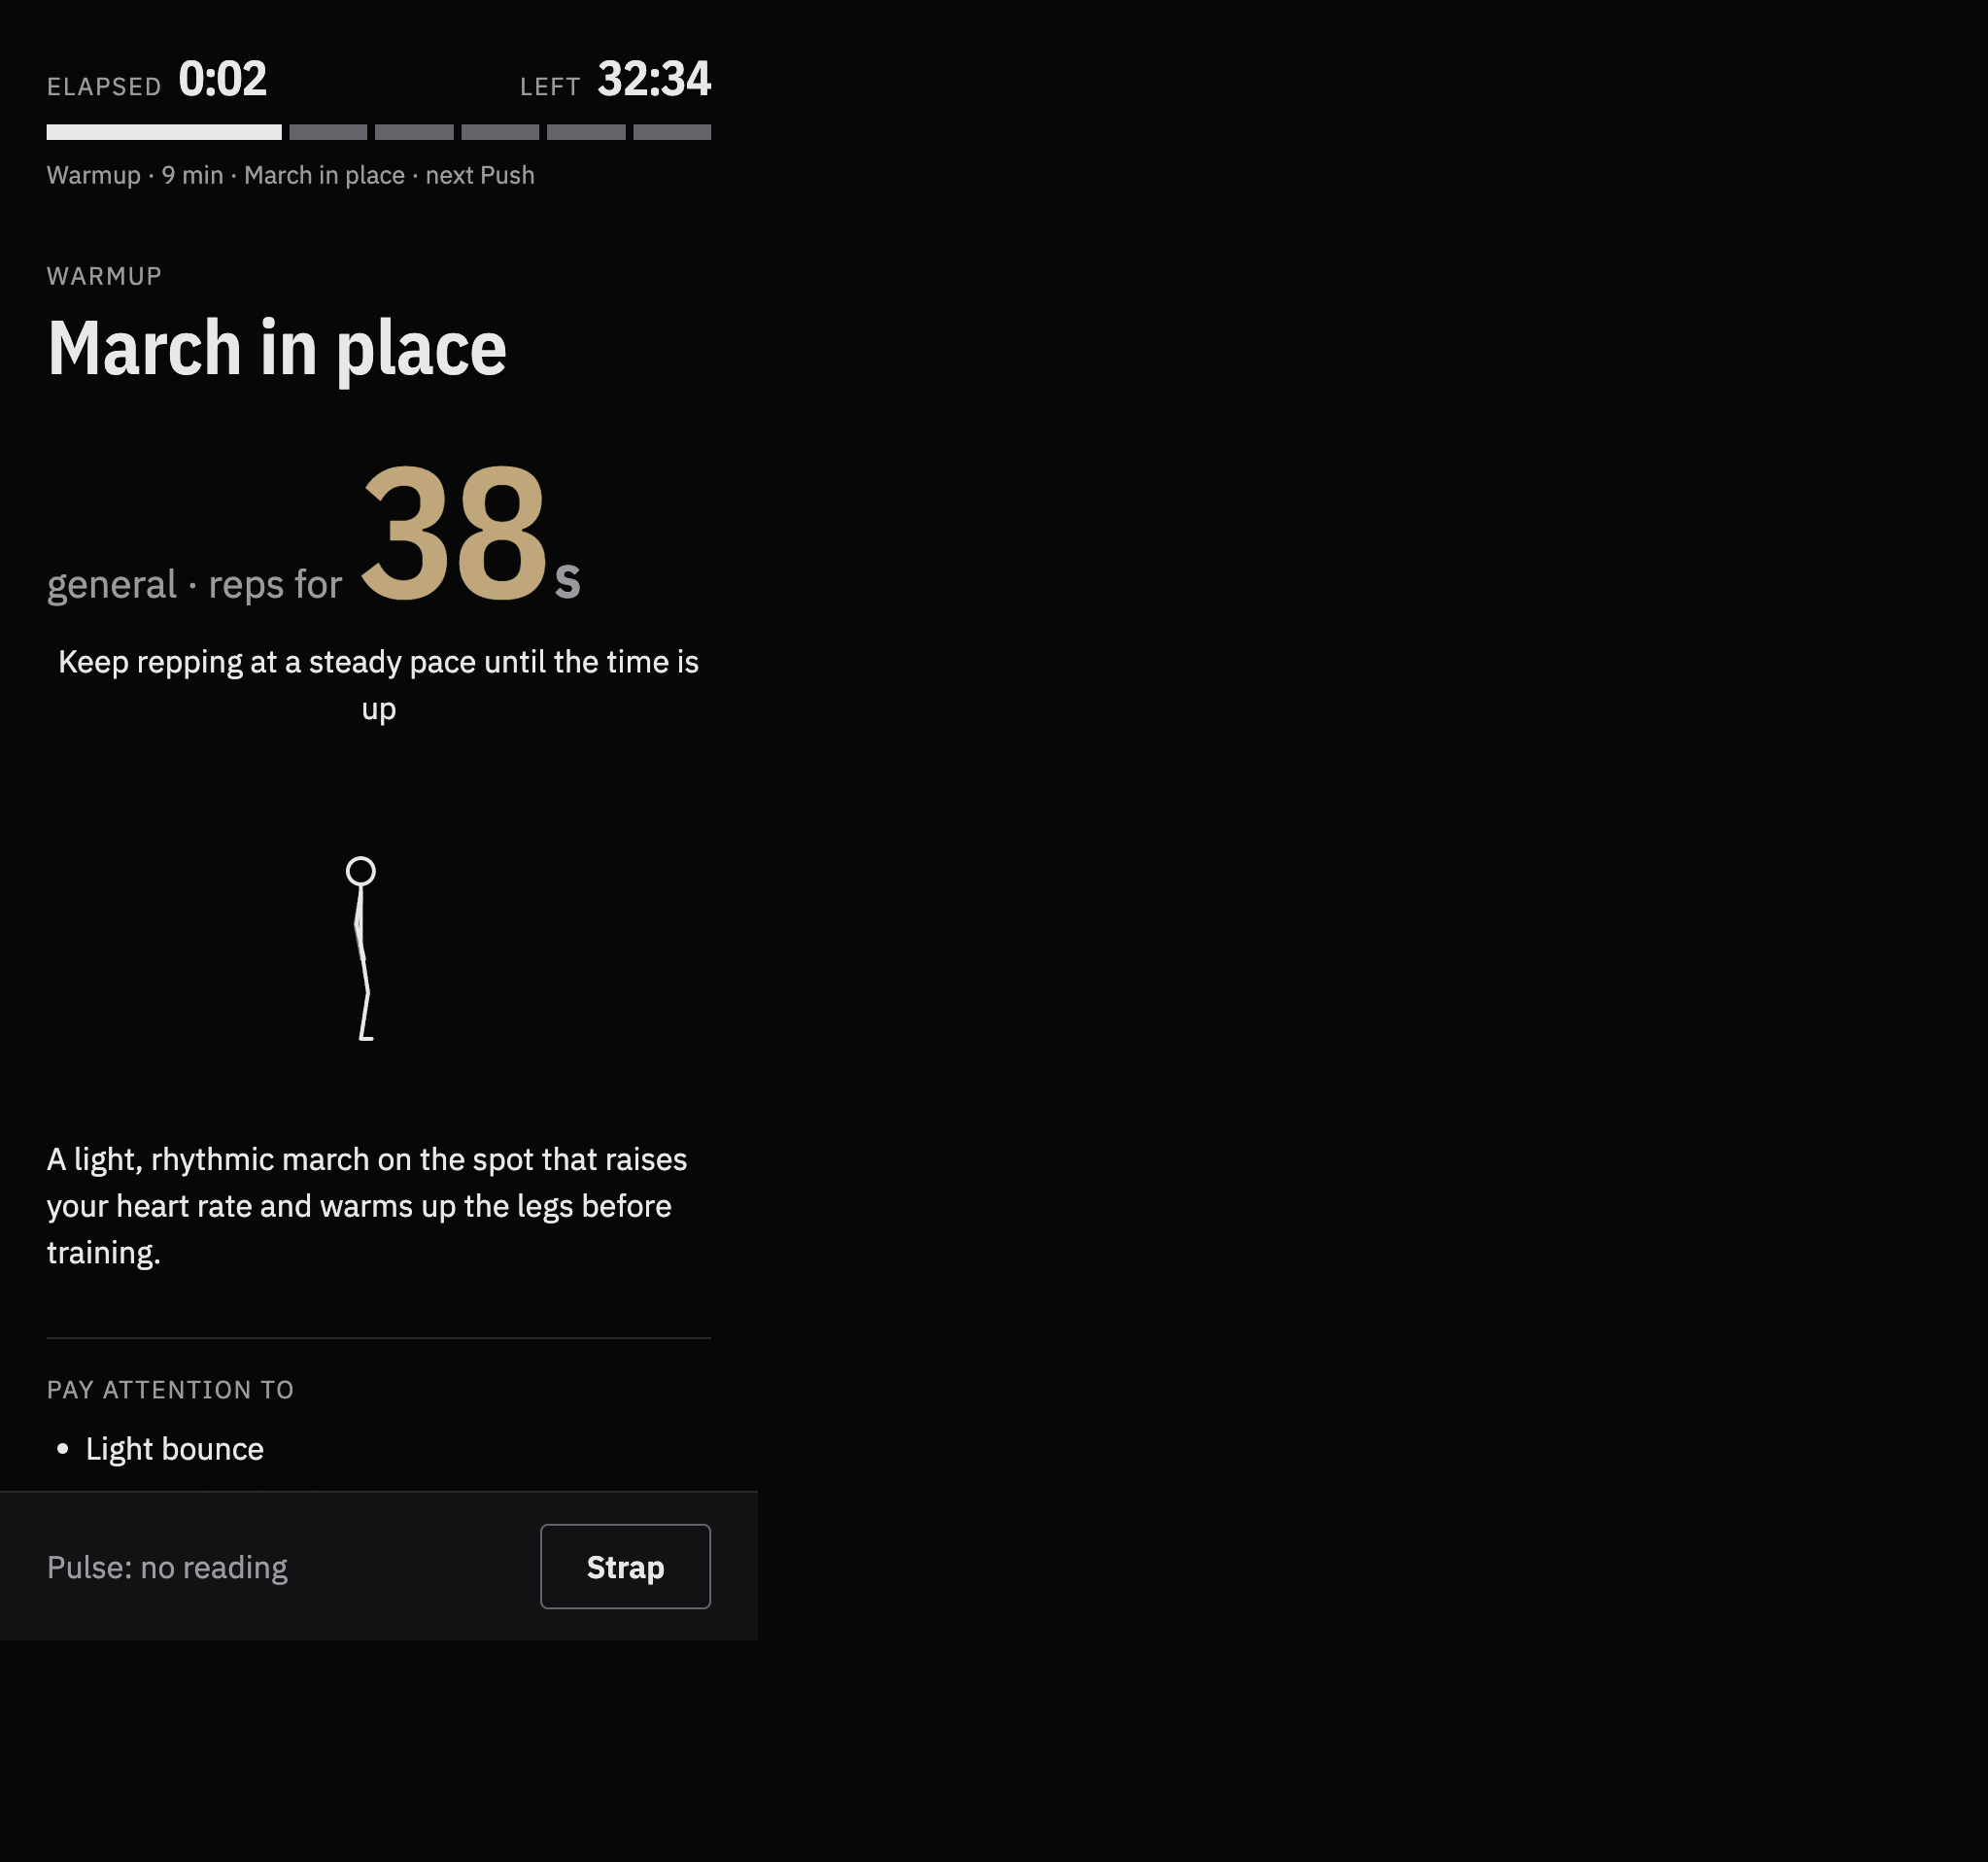 ELAPSED 0:02 LEFT 32:34
Warmup · 9 min · March in place · next Push
WARMUP
March in place
general · reps for 38s
Keep repping at a steady pace until the time is
up
A light, rhythmic march on the spot that raises
your heart rate and warms up the legs before
training.
PAY ATTENTION TO
• Light bounce
Pulse: no reading Strap